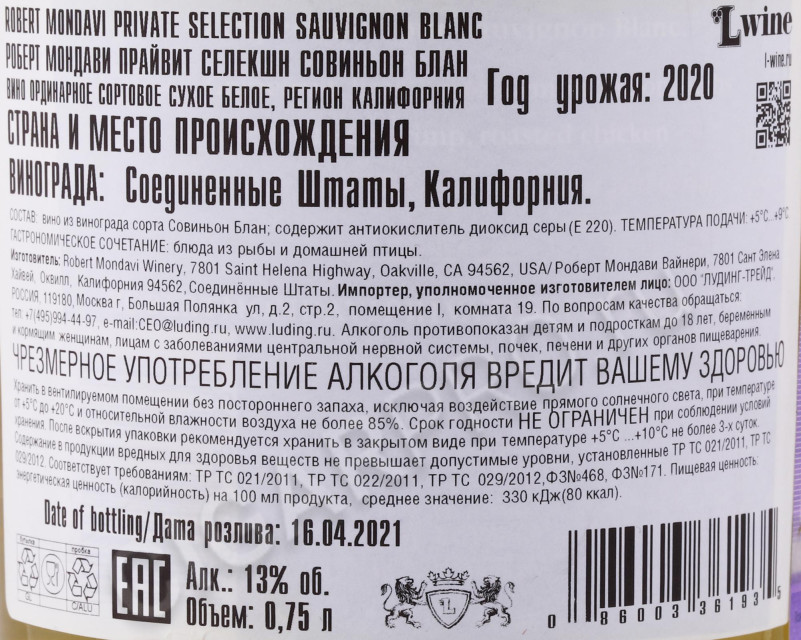 ROBERT MONDAVI PRIVATE SELECTION SAUVIGNON BLANC
Lwine
l-wine.ru
РОБЕРТ МОНДАВИ ПРАЙВИТ СЕЛЕКШН СОВИНЬОН БЛАН
ВИНО ОРДИНАРНОЕ СОРТОВОЕ СУХОЕ БЕЛОЕ, РЕГИОН КАЛИФОРНИЯ
Год урожая: 2020
СТРАНА И МЕСТО ПРОИСХОЖДЕНИЯ
ВИНОГРАДА: Соединенные Штаты, Калифорния.
СОСТАВ: вино из винограда сорта Совиньон Блан; содержит антиокислитель диоксид серы (Е 220). ТЕМПЕРАТУРА ПОДАЧИ: +5°С...+9°С
ГАСТРОНОМИЧЕСКОЕ СОЧЕТАНИЕ: блюда из рыбы и домашней птицы.
Изготовитель: Robert Mondavi Winery, 7801 Saint Helena Highway, Oakville, CA 94562, USA/ Роберт Мондави Вайнери, 7801 Сант Элена
Хайвей, Оквилл, Калифорния 94562, Соединённые Штаты. Импортер, уполномоченное изготовителем лицо: ООО "ЛУДИНГ-ТРЕЙД",
РОССИЯ, 119180, Москва г, Большая Полянка ул, д.2, стр.2, помещение I, комната 19. По вопросам качества обращаться:
тел: +7(495)994-44-97, e-mail:CEO@luding.ru, www.luding.ru. Алкоголь противопоказан детям и подросткам до 18 лет, беременным
и кормящим женщинам, лицам с заболеваниями центральной нервной системы, почек, печени и других органов пищеварения.
ЧРЕЗМЕРНОЕ УПОТРЕБЛЕНИЕ АЛКОГОЛЯ ВРЕДИТ ВАШЕМУ ЗДОРОВЬЮ
Хранить в вентилируемом помещении без постороннего запаха, исключая воздействие прямого солнечного света, при температуре
от +5°С до +20°С и относительной влажности воздуха не более 85%. Срок годности НЕ ОГРАНИЧЕН при соблюдении условий
хранения. После вскрытия упаковки рекомендуется хранить в закрытом виде при температуре +5°С ...+10°С не более 3-х суток.
Содержание в продукции вредных для здоровья веществ не превышает допустимые уровни, установленные ТР ТС 021/2011, ТР ТС
029/2012. Соответствует требованиям: ТР ТС 021/2011, ТР ТС 022/2011, ТР ТС 029/2012,ФЗ№468, ФЗ№171. Пищевая ценность:
энергетическая ценность (калорийность) на 100 мл продукта, среднее значение: 330 кДж(80 ккал).
Date of bottling/Дата розлива: 16.04.2021
бутылка
пробка
GL
C/ALU
EAC
Алк.: 13% об.
Объем: 0,75 л
L
0 86003 36193 5